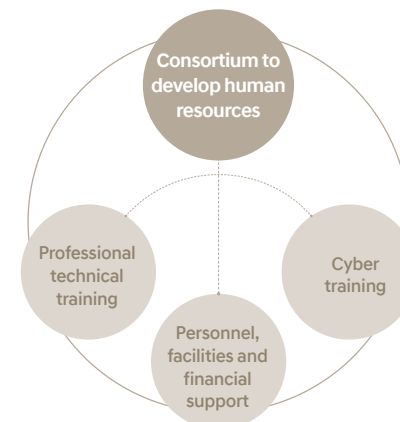 Consortium to
develop human
resources
Professional
technical
training
Cyber
training
Personnel,
facilities and
financial
support